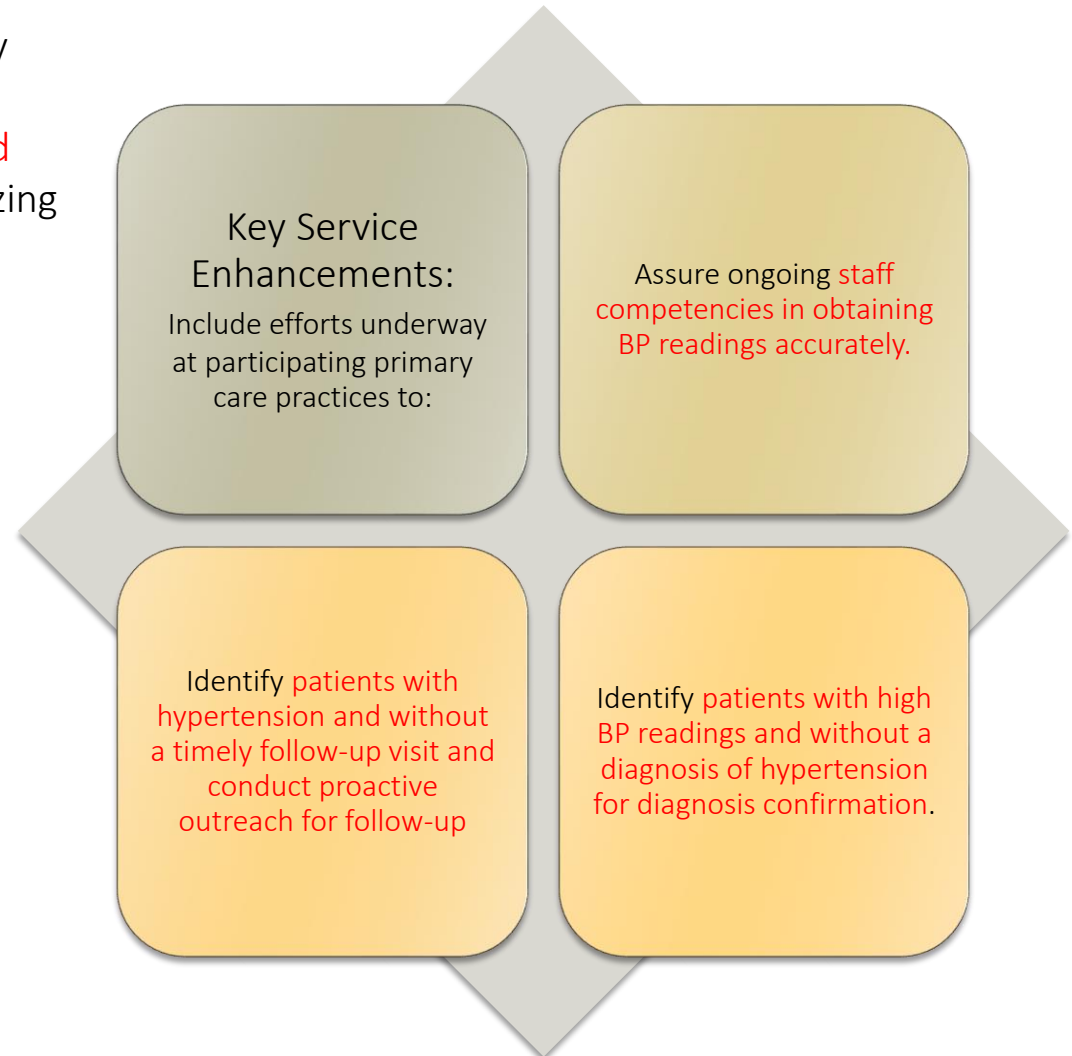 zing
Key Service
Enhancements:
Include efforts underway
at participating primary
care practices to:
Assure ongoing staff
competencies in obtaining
BP readings accurately.
Identify patients with
hypertension and without
a timely follow-up visit and
conduct proactive
outreach for follow-up
Identify patients with high
BP readings and without a
diagnosis of hypertension
for diagnosis confirmation.